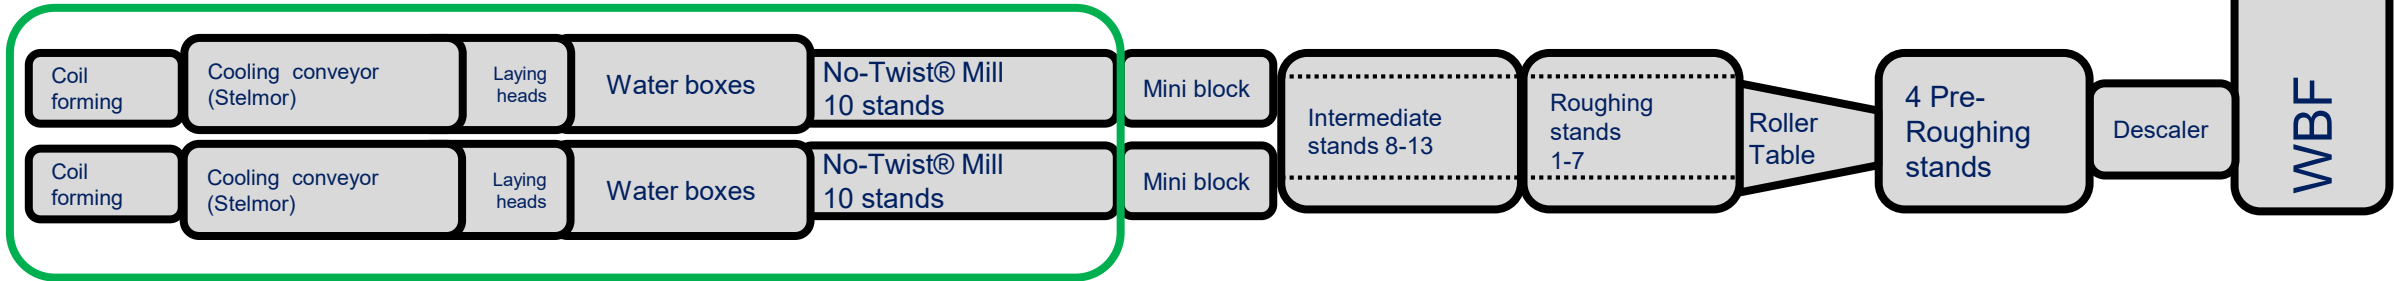 Coil
forming
Cooling  conveyor
(Stelmor)
Laying
heads
Water boxes
No-Twist® Mill
10 stands
Mini block
Coil
forming
Cooling  conveyor
(Stelmor)
Laying
heads
Water boxes
No-Twist® Mill
10 stands
Mini block
Intermediate
stands 8-13
Roughing
stands
1-7
Roller
Table
4 Pre-
Roughing
stands
Descaler
WBF